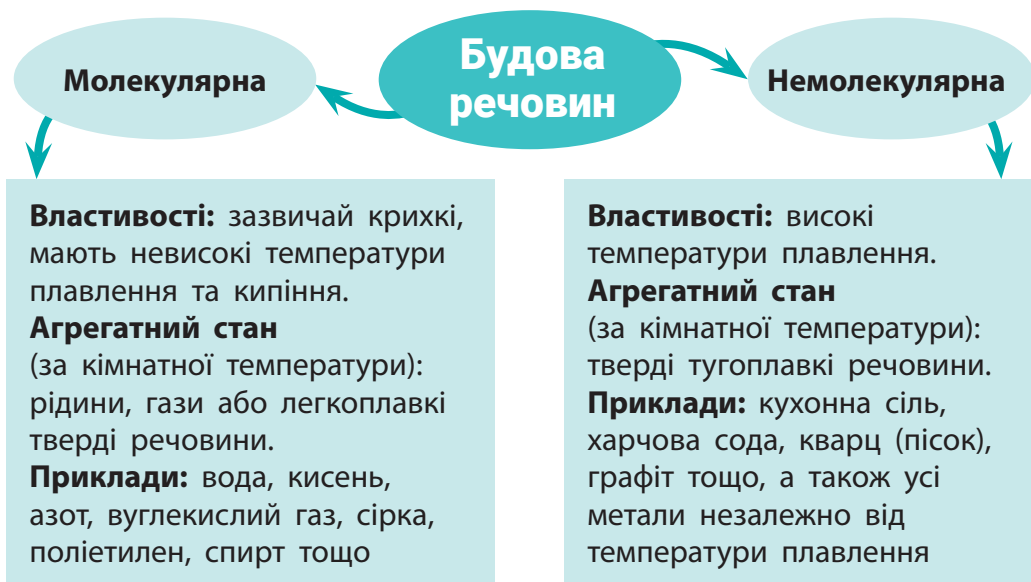 Будова
речовин
Молекулярна
Немолекулярна
Властивості: зазвичай крихкі,
мають невисокі температури
плавлення та кипіння.
Агрегатний стан
(за кімнатної температури):
рідини, гази або легкоплавкі
тверді речовини.
Приклади: вода, кисень,
азот, вуглекислий газ, сірка,
поліетилен, спирт тощо
Властивості: високі
температури плавлення.
Агрегатний стан
(за кімнатної температури):
тверді тугоплавкі речовини.
Приклади: кухонна сіль,
харчова сода, кварц (пісок),
графіт тощо, а також усі
метали незалежно від
температури плавлення